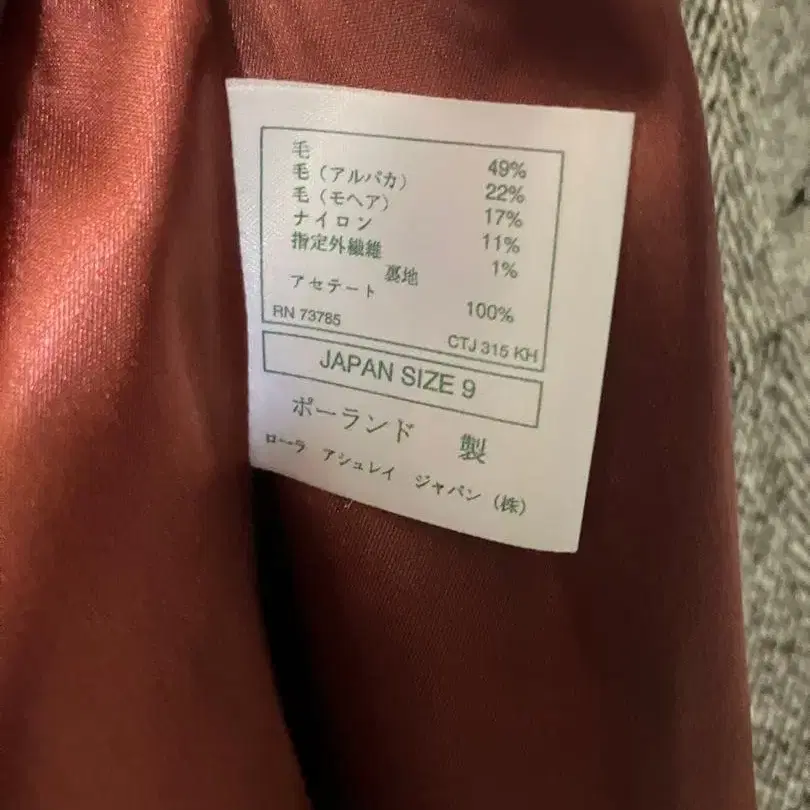 毛 49%
毛（アルパカ） 22%
毛（モヘア） 17%
ナイロン 11%
指定外繊維 1%
裏地
アセテート 100%
RN 73785 CTJ 315 KH
JAPAN SIZE 9
ポーランド 製
ローラ アシュレイ ジャパン（株）